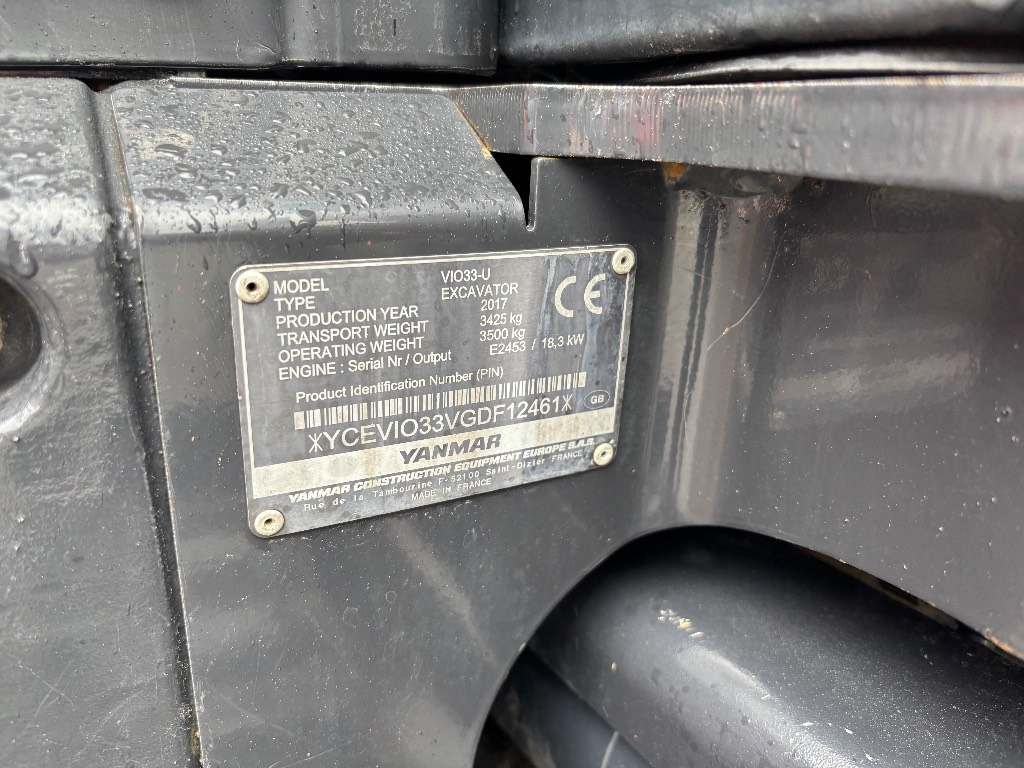 MODEL VIO33-U
TYPE EXCAVATOR
PRODUCTION YEAR 2017
TRANSPORT WEIGHT 3425 kg
OPERATING WEIGHT 3500 kg
ENGINE : Serial Nr / Output E2453 / 18,3 kW
CE
Product Identification Number (PIN)
GB
*YCEVIO33VGDF12461*
YANMAR
YANMAR CONSTRUCTION EQUIPMENT EUROPE S.A.S.
Rue de la Tambourine F-52100 Saint-Dizier FRANCE
MADE IN FRANCE